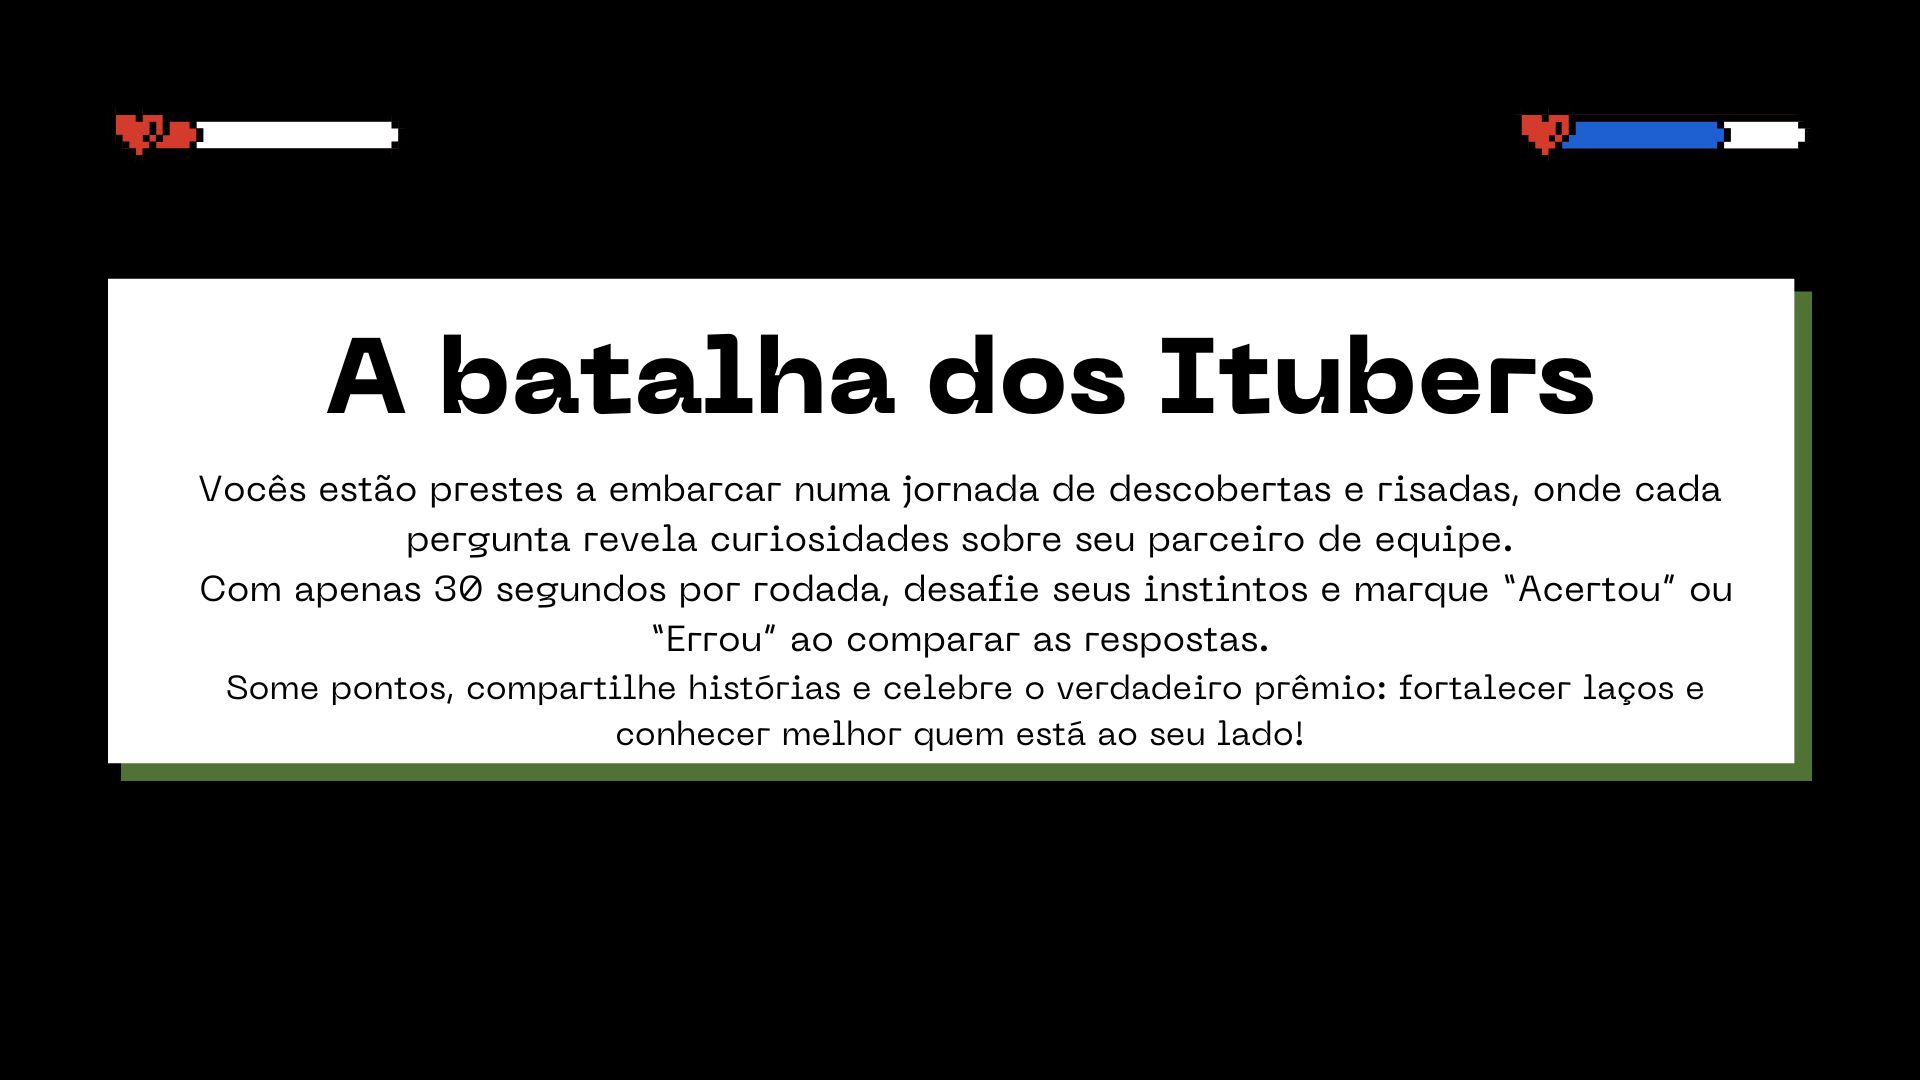 A batalha dos Itubers
Vocês estão prestes a embarcar numa jornada de descobertas e risadas, onde cada
pergunta revela curiosidades sobre seu parceiro de equipe.
Com apenas 30 segundos por rodada, desafie seus instintos e marque “Acertou” ou
“Errou” ao comparar as respostas.
Some pontos, compartilhe histórias e celebre o verdadeiro prêmio: fortalecer laços e
conhecer melhor quem está ao seu lado!